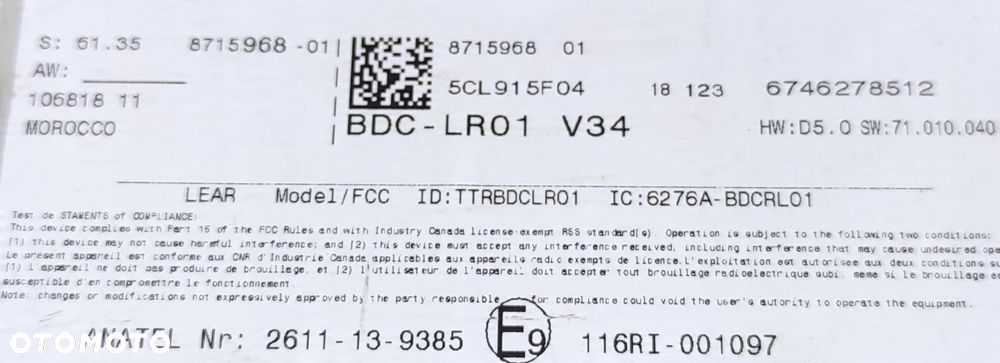 S: 61.35 8715968 -01 8715968 01
AW:
5CL915F04 18 123 6746278512
106818 11
MOROCCO BDC-LR01 V34 HW:D5.0 SW:71.010.040
LEAR Model/FCC ID:TTRBDCLR01 IC:6276A-BDCRL01
Test de STAMENTS of COMPLIANCE:
This device complies with Part 15 of the FCC Rules and with Industry Canada license-exempt RSS standard(s). Operation is subject to the following two conditions:
(1) this device may not cause harmful interference; and (2) this device must accept any interference received, including interference that may cause undesired ope
Le present appareil est conforme aux CNR d'Industrie Canada applicables aux appareils radio exempts de licence.L'exploitation est autorisee aux deux conditions su
(1) l'appareil ne doit pas produire de brouillage, et (2) l'utilisateur de l'appareil doit accepter tout brouillage radioelectrique subi, meme si le brouillage es
susceptible d'en compromettre le fonctionnement.
Note: changes or modifications not expressively approved by the party responsible for compliance could void the user's authority to operate the equipment.
ANATEL Nr: 2611-13-9385 E9 116RI-001097
OTOMOTO